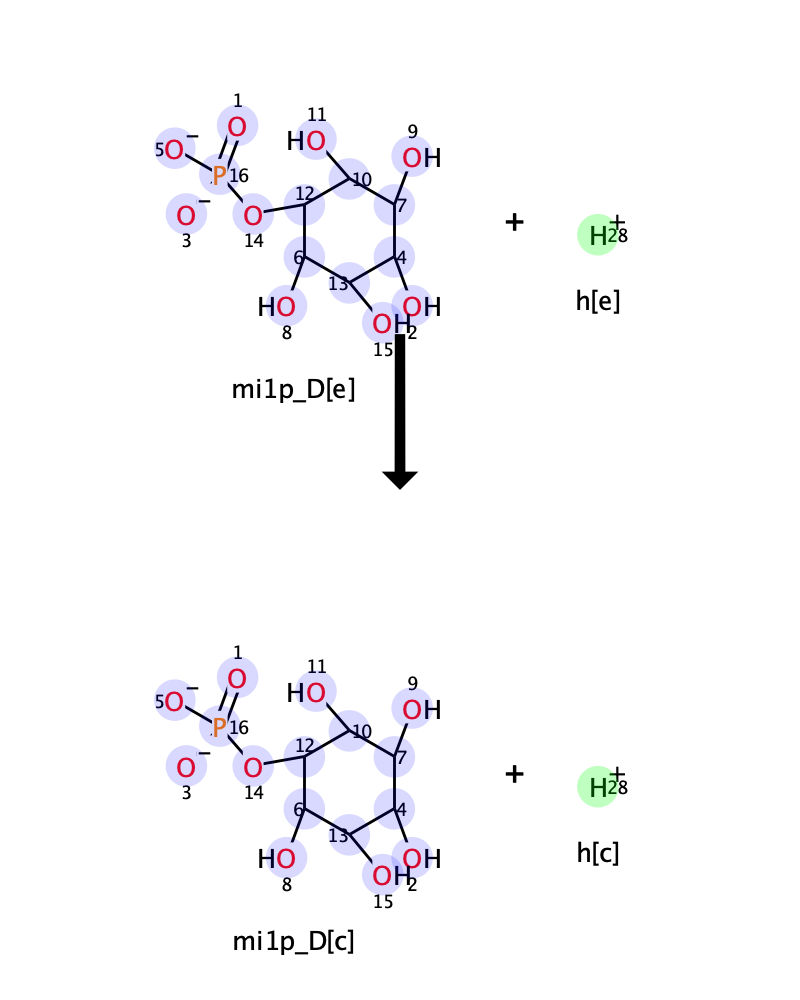 1
11
9
5 O⁻ O HO OH
P 16 10
12 7
O⁻ O + H⁺ 28
3 14
6 4
13 h[e]
HO OH
8 OH 2
15
mi1p_D[e]
1
11
9
5 O⁻ O HO OH
P 16 10
12 7
O⁻ O + H⁺ 28
3 14
6 4
13 h[c]
HO OH
8 OH 2
15
mi1p_D[c]